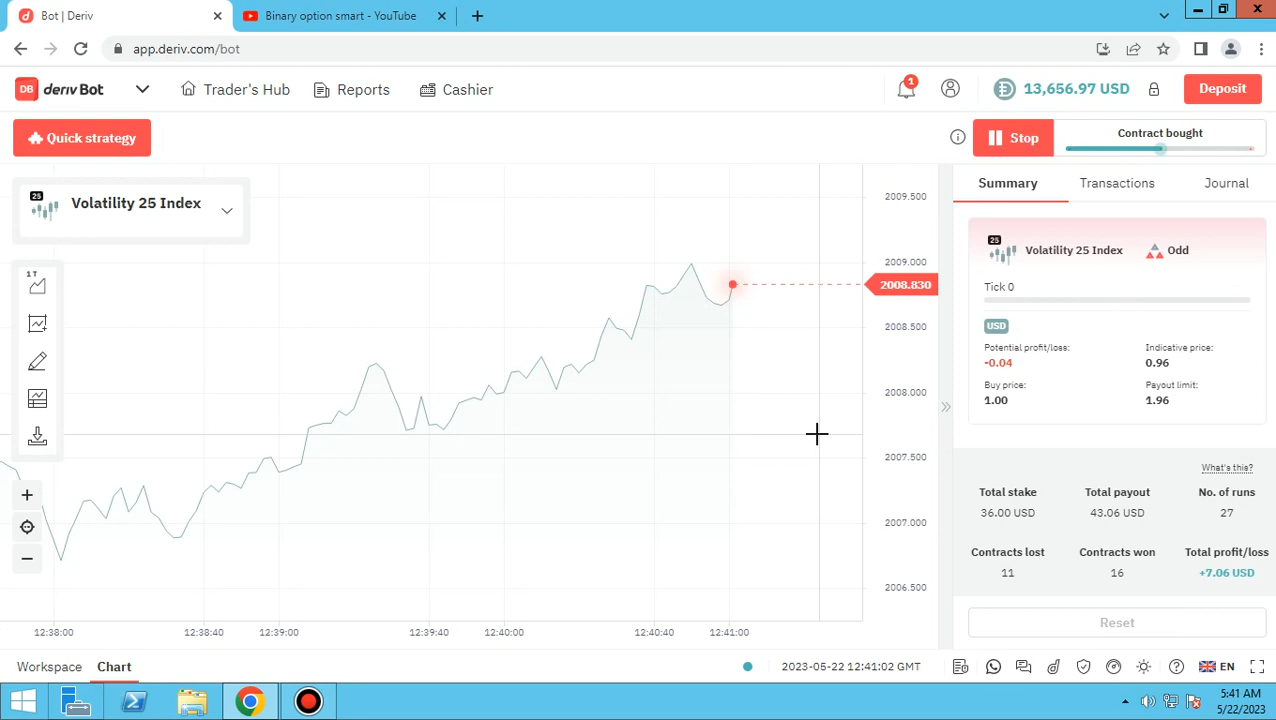 Bot | Deriv
Binary option smart - YouTube
app.deriv.com/bot
DB deriv Bot
Trader's Hub
Reports
Cashier
1
13,656.97 USD
Deposit
Quick strategy
Stop
Contract bought
25
Volatility 25 Index
1 T
2009.500
2009.000
2008.830
2008.500
2008.000
2007.500
2007.000
2006.500
12:38:00
12:38:40
12:39:00
12:39:40
12:40:00
12:40:40
12:41:00
Summary
Transactions
Journal
25
Volatility 25 Index
Odd
Tick 0
USD
Potential profit/loss:
Indicative price:
-0.04
0.96
Buy price:
Payout limit:
1.00
1.96
What's this?
Total stake
Total payout
No. of runs
36.00 USD
43.06 USD
27
Contracts lost
Contracts won
Total profit/loss
11
16
+7.06 USD
Reset
Workspace
Chart
2023-05-22 12:41:02 GMT
EN
5:41 AM
5/22/2023